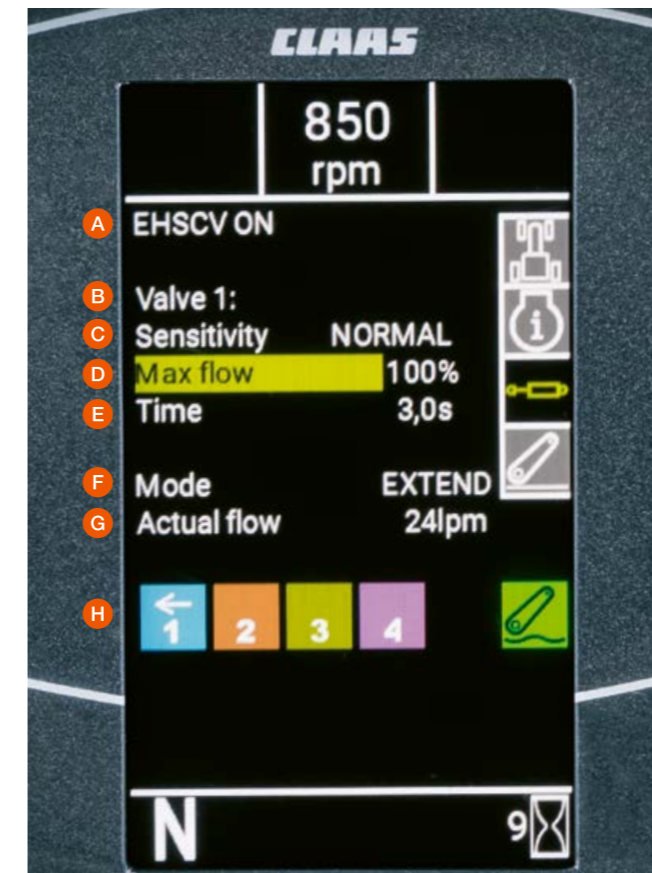 CLAAS
850
rpm
A EHSCV ON
B Valve 1:
C Sensitivity NORMAL
D Max flow 100%
E Time 3,0s
F Mode EXTEND
G Actual flow 24lpm
H 1 2 3 4
N 9